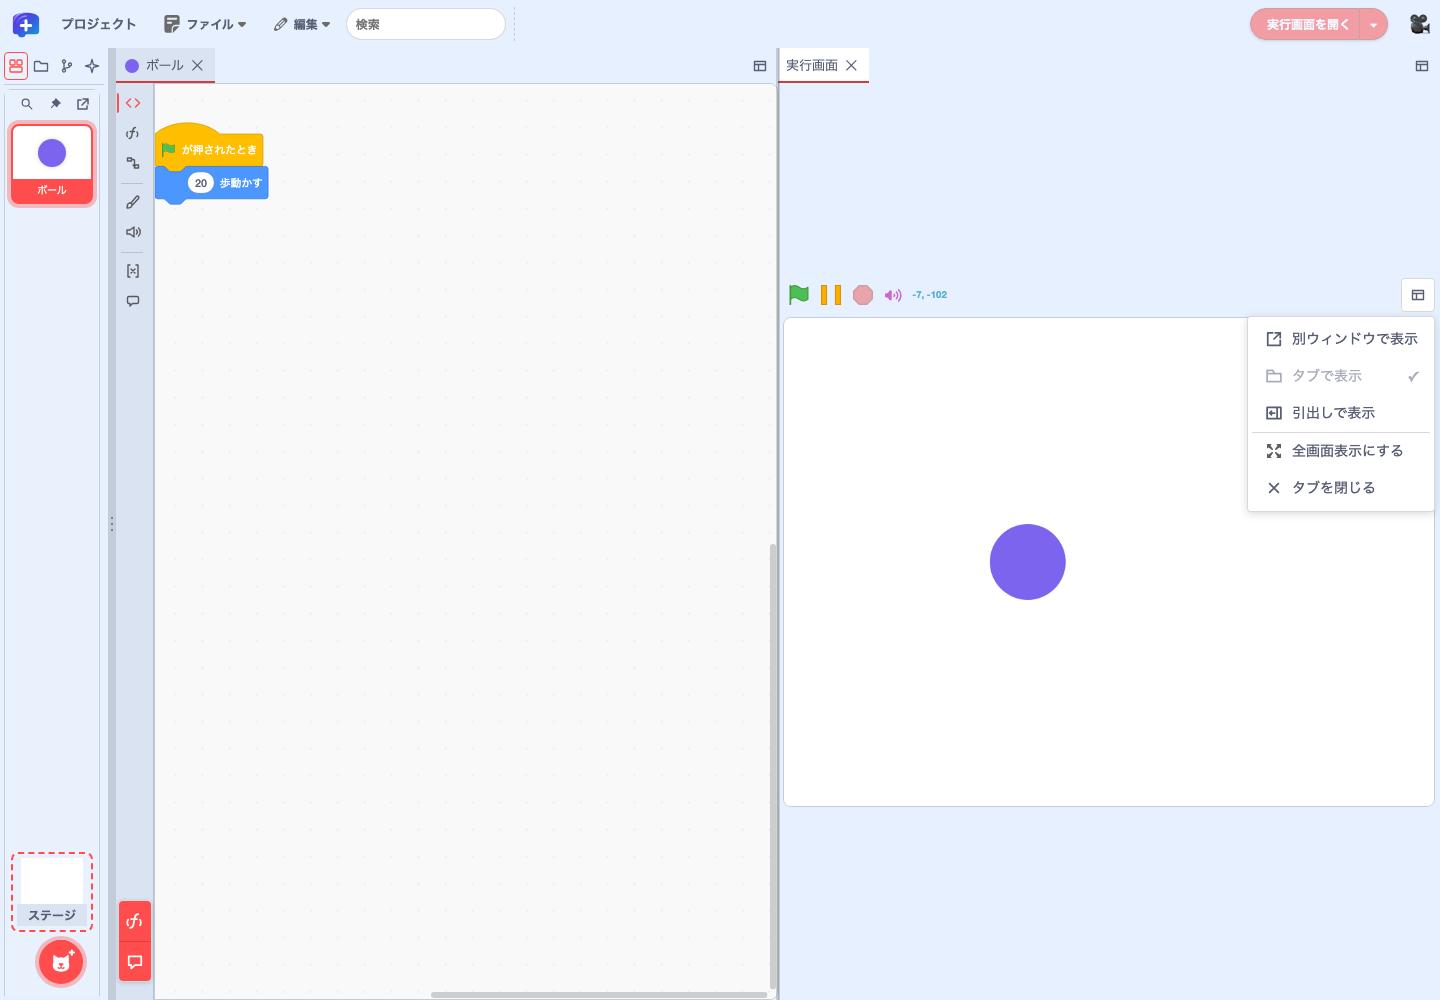 プロジェクト
ファイル
編集
検索
実行画面を開く
ボール
実行画面
ボール
が押されたとき
20 歩動かす
-7, -102
別ウィンドウで表示
タブで表示
引出しで表示
全画面表示にする
タブを閉じる
ステージ